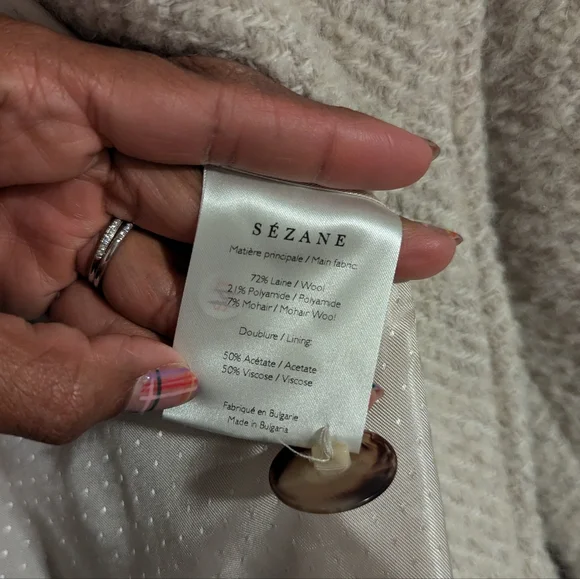 SÉZANE
Matière principale / Main fabric:
72% Laine / Wool
21% Polyamide / Polyamide
7% Mohair / Mohair Wool
Doublure / Lining:
50% Acétate / Acetate
50% Viscose / Viscose
Fabriqué en Bulgarie
Made in Bulgaria